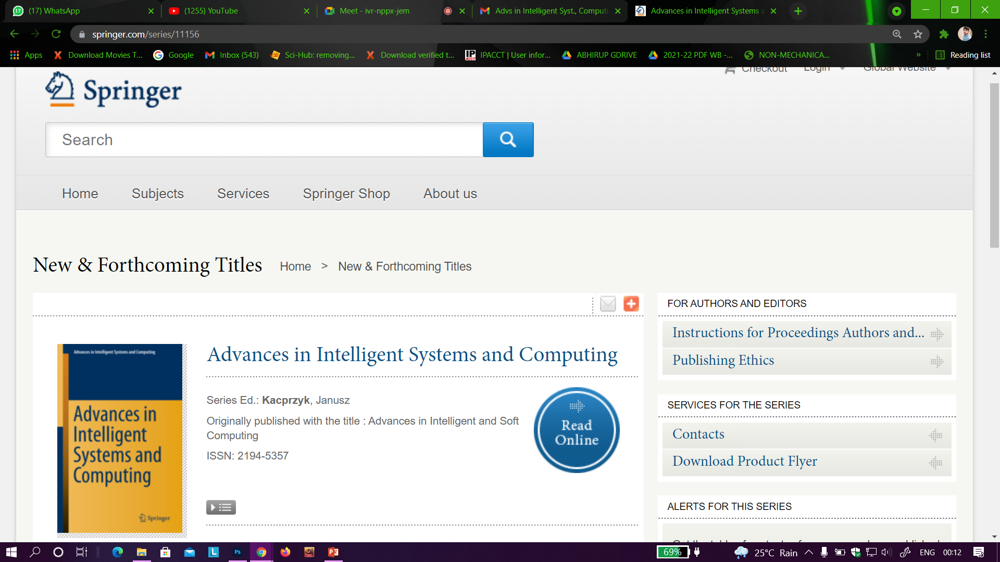 (17) WhatsApp
(1255) YouTube
Meet - ivr-nppx-jem
Advs in Intelligent Syst., Computi
Advances in Intelligent Systems a
springer.com/series/11156
Apps
Download Movies T...
Google
Inbox (543)
Sci-Hub: removing...
Download verified t...
IPACCT | User infor...
ABHIRUP GDRIVE
2021-22 PDF WB -...
NON-MECHANICA...
»
Reading list
Checkout
Login
Global Website
Springer
Search
Home
Subjects
Services
Springer Shop
About us
New & Forthcoming Titles
Home > New & Forthcoming Titles
Advances in Intelligent Systems and Computing
Advances in
Intelligent
Systems and
Computing
Springer
Advances in Intelligent Systems and Computing
Series Ed.: Kacprzyk, Janusz
Originally published with the title : Advances in Intelligent and Soft
Computing
ISSN: 2194-5357
Read
Online
FOR AUTHORS AND EDITORS
Instructions for Proceedings Authors and...
Publishing Ethics
SERVICES FOR THE SERIES
Contacts
Download Product Flyer
ALERTS FOR THIS SERIES
69%
25°C Rain
ENG
00:12